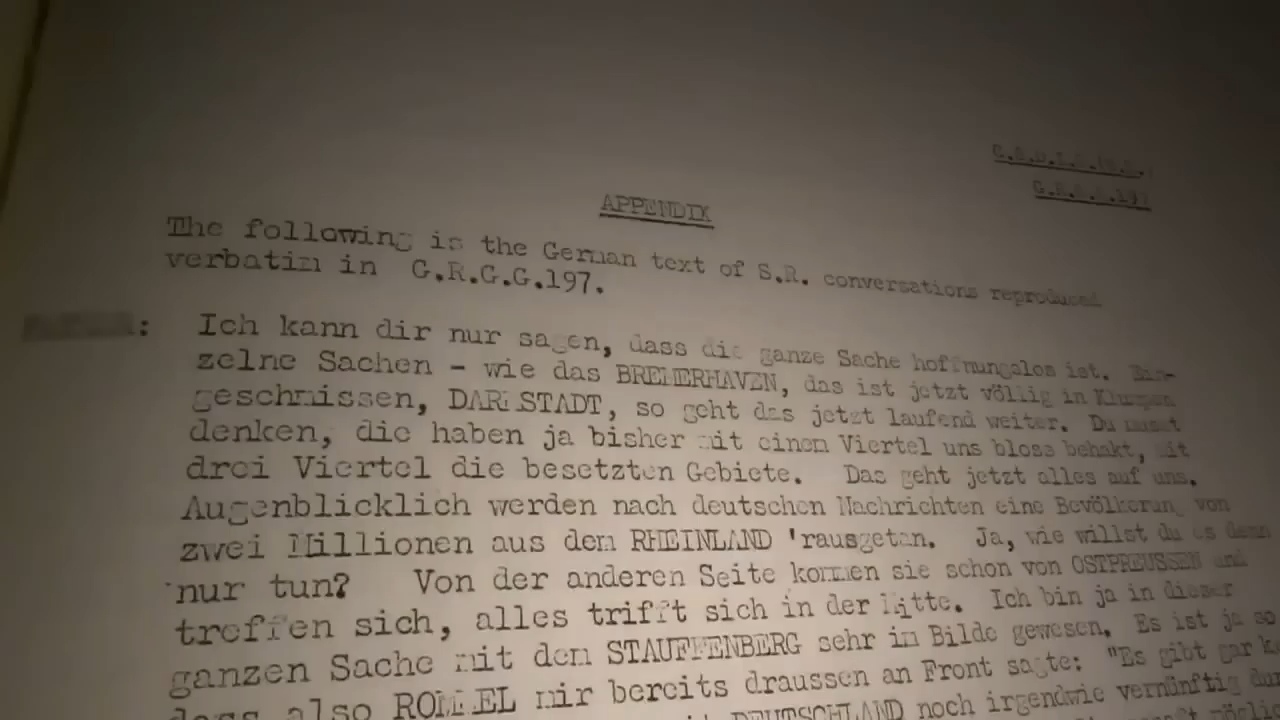 APPENDIX
The following is the German text of S.R. conversations reproduced
verbatim in G.R.G.G.197.
: Ich kann dir nur sagen, dass die ganze Sache hoffnungslos ist. Ein-
zelne Sachen - wie das BREMERHAVEN, das ist jetzt völlig in Klumpen
geschmissen, DARMSTADT, so geht das jetzt laufend weiter. Du musst
denken, die haben ja bisher mit einem Viertel uns bloss behakt, mit
drei Viertel die besetzten Gebiete. Das geht jetzt alles auf uns.
Augenblicklich werden nach deutschen Nachrichten eine Bevölkerung von
zwei Millionen aus dem RHEINLAND 'rausgetan. Ja, wie willst du es denn
nur tun? Von der anderen Seite kommen sie schon von OSTPREUSSEN und
treffen sich, alles trifft sich in der Mitte. Ich bin ja in dieser
ganzen Sache mit dem STAUFFENBERG sehr im Bilde gewesen. Es ist ja so
dass also ROMMEL mir bereits draussen an Front sagte: "Es gibt gar
DEUTSCHLAND noch irgendwie vernünftig